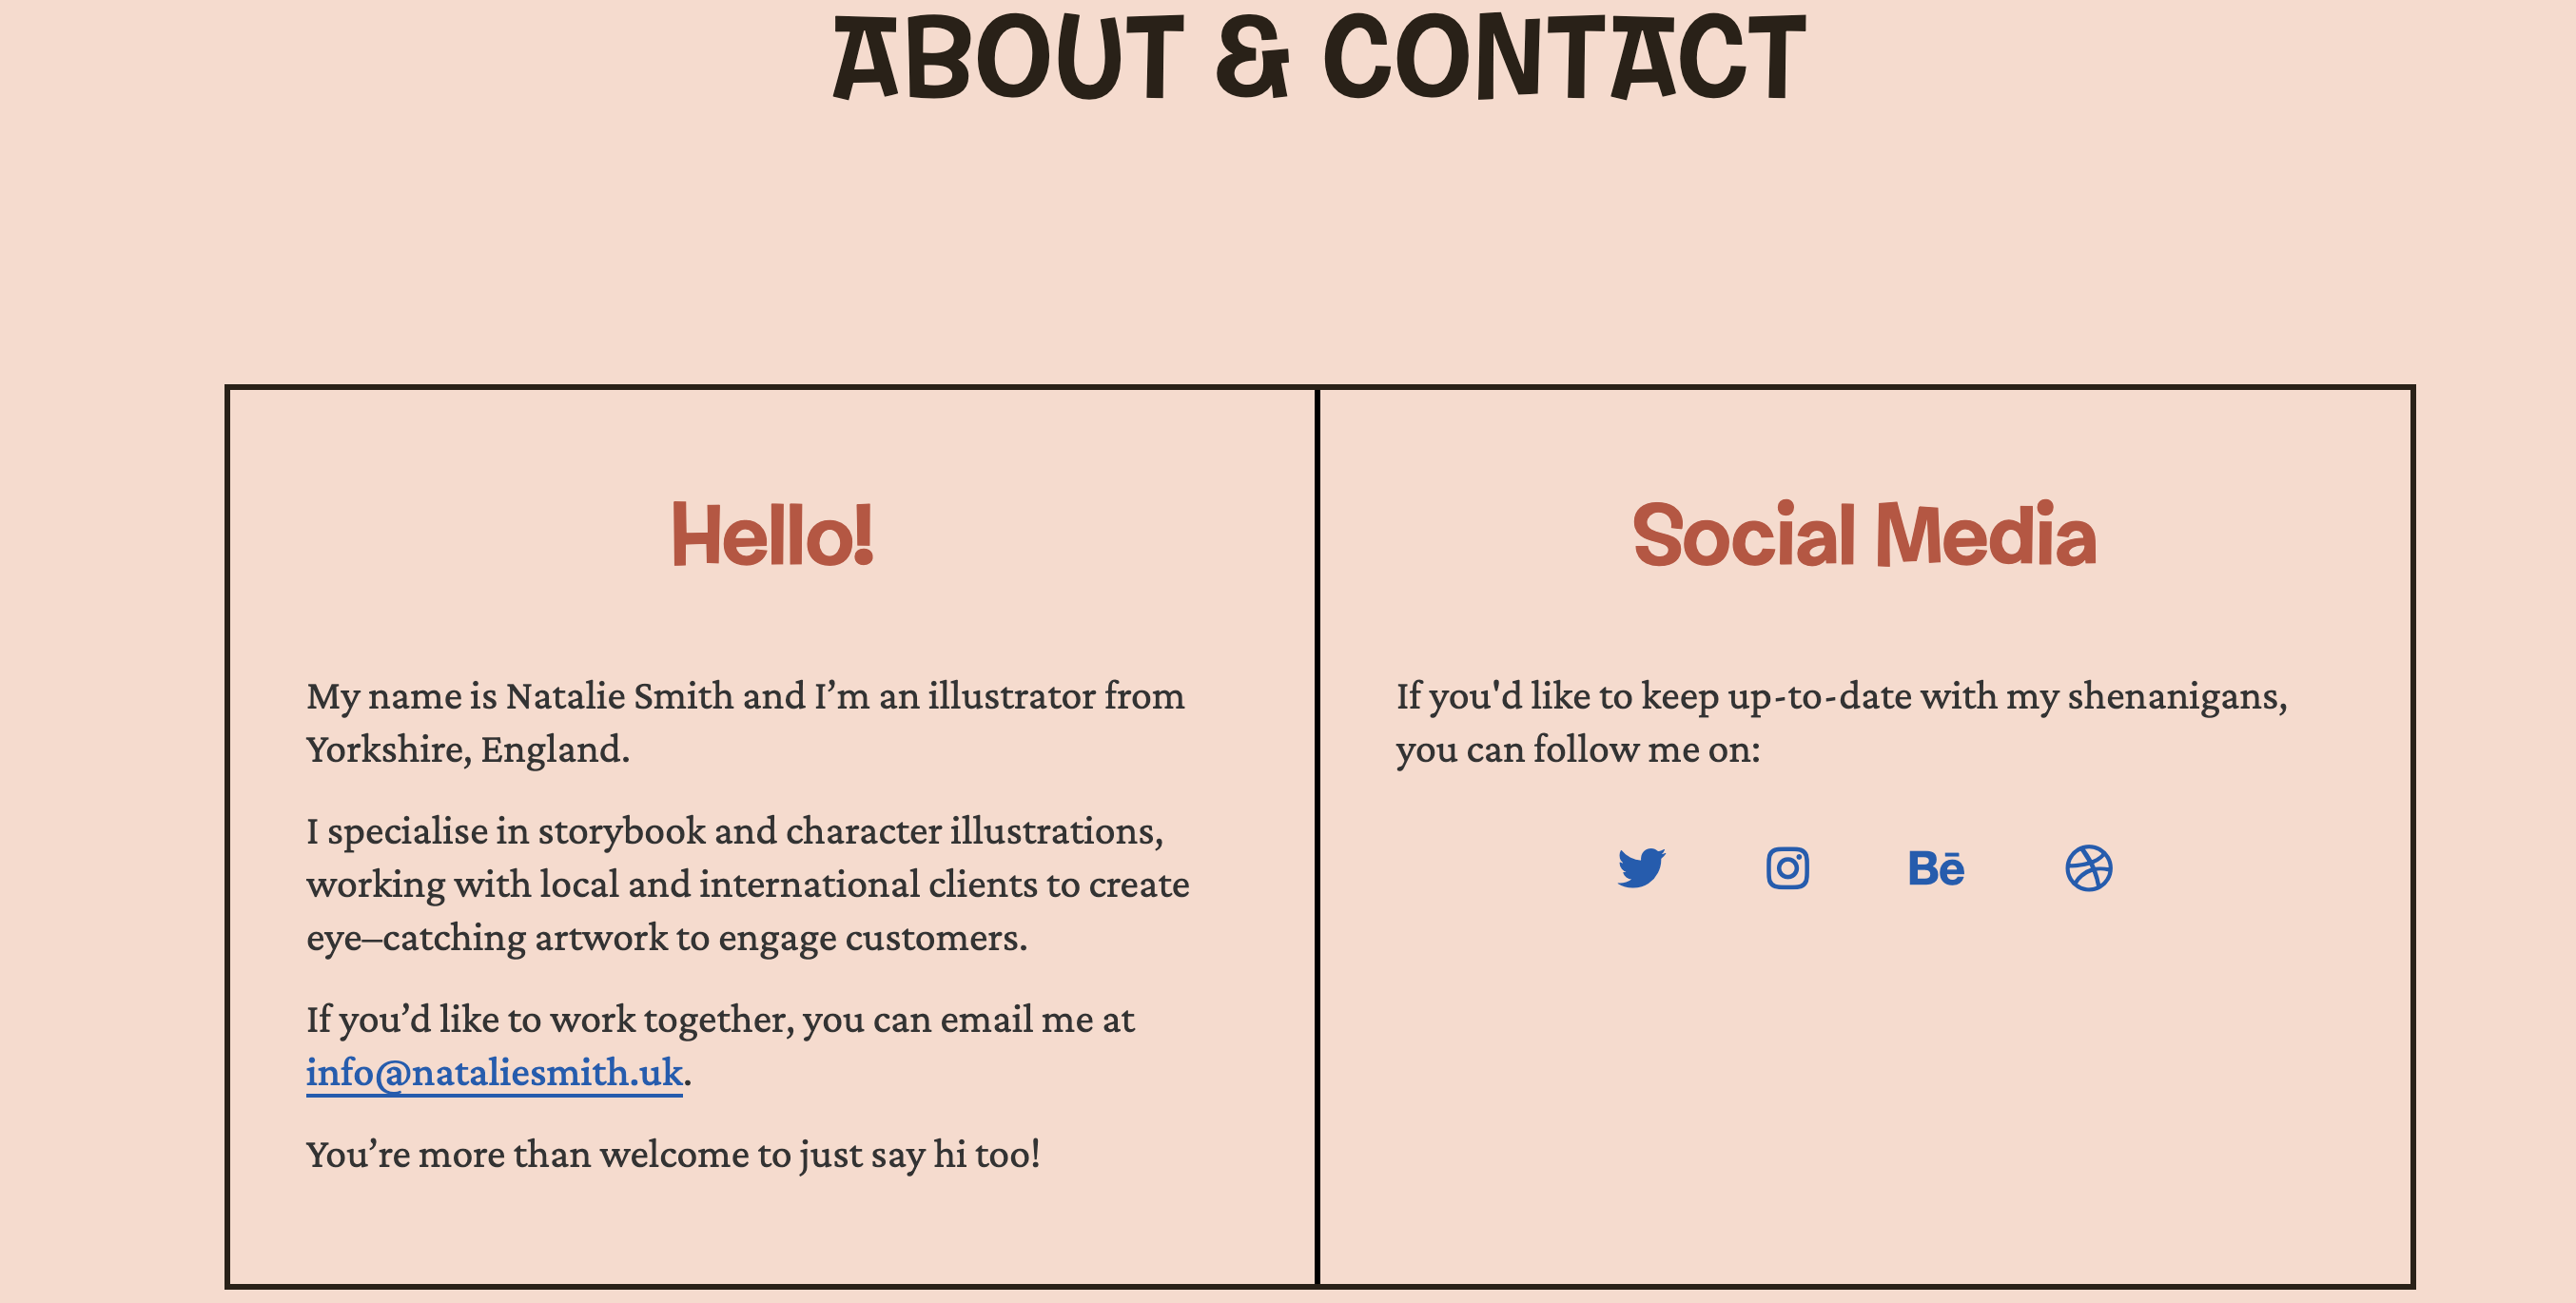 ABOUT & CONTACT
Hello!
My name is Natalie Smith and I’m an illustrator from
Yorkshire, England.
I specialise in storybook and character illustrations,
working with local and international clients to create
eye–catching artwork to engage customers.
If you’d like to work together, you can email me at
info@nataliesmith.uk.
You’re more than welcome to just say hi too!
Social Media
If you'd like to keep up-to-date with my shenanigans,
you can follow me on:
Bē